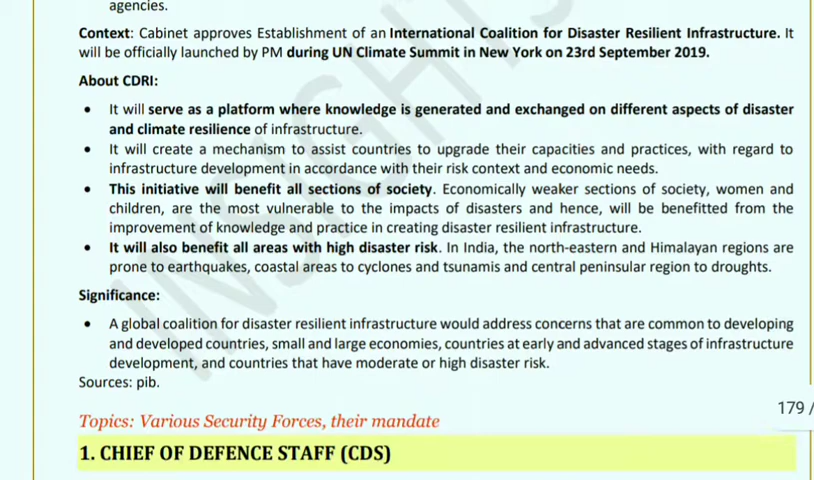 agencies.
Context: Cabinet approves Establishment of an International Coalition for Disaster Resilient Infrastructure. It
will be officially launched by PM during UN Climate Summit in New York on 23rd September 2019.
About CDRI:
• It will serve as a platform where knowledge is generated and exchanged on different aspects of disaster
and climate resilience of infrastructure.
• It will create a mechanism to assist countries to upgrade their capacities and practices, with regard to
infrastructure development in accordance with their risk context and economic needs.
• This initiative will benefit all sections of society. Economically weaker sections of society, women and
children, are the most vulnerable to the impacts of disasters and hence, will be benefitted from the
improvement of knowledge and practice in creating disaster resilient infrastructure.
• It will also benefit all areas with high disaster risk. In India, the north-eastern and Himalayan regions are
prone to earthquakes, coastal areas to cyclones and tsunamis and central peninsular region to droughts.
Significance:
• A global coalition for disaster resilient infrastructure would address concerns that are common to developing
and developed countries, small and large economies, countries at early and advanced stages of infrastructure
development, and countries that have moderate or high disaster risk.
Sources: pib.
179 /
Topics: Various Security Forces, their mandate
1. CHIEF OF DEFENCE STAFF (CDS)